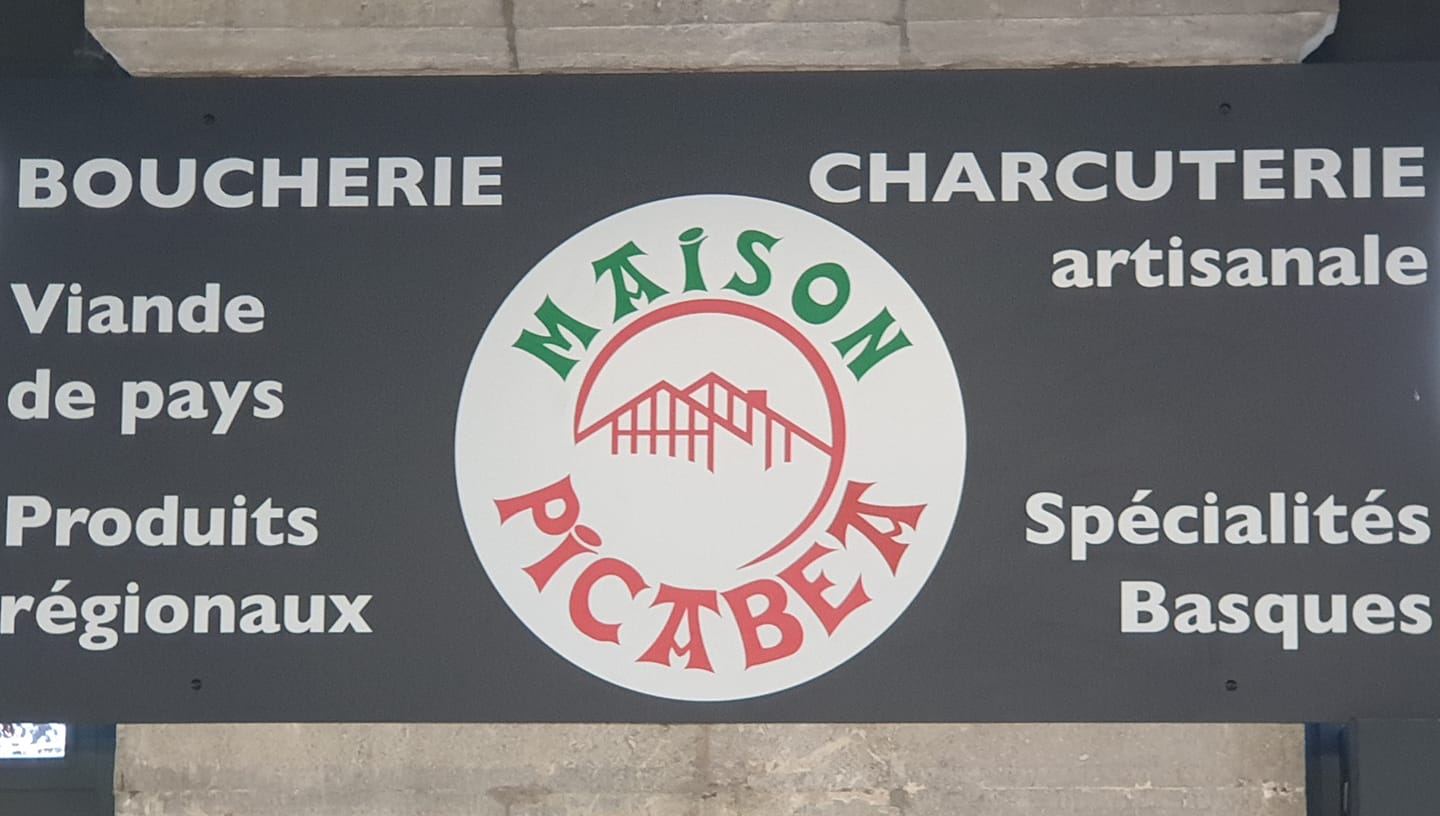 BOUCHERIE
Viande
de pays
Produits
régionaux
MAiSON
PiCABEA
CHARCUTERIE
artisanale
Spécialités
Basques